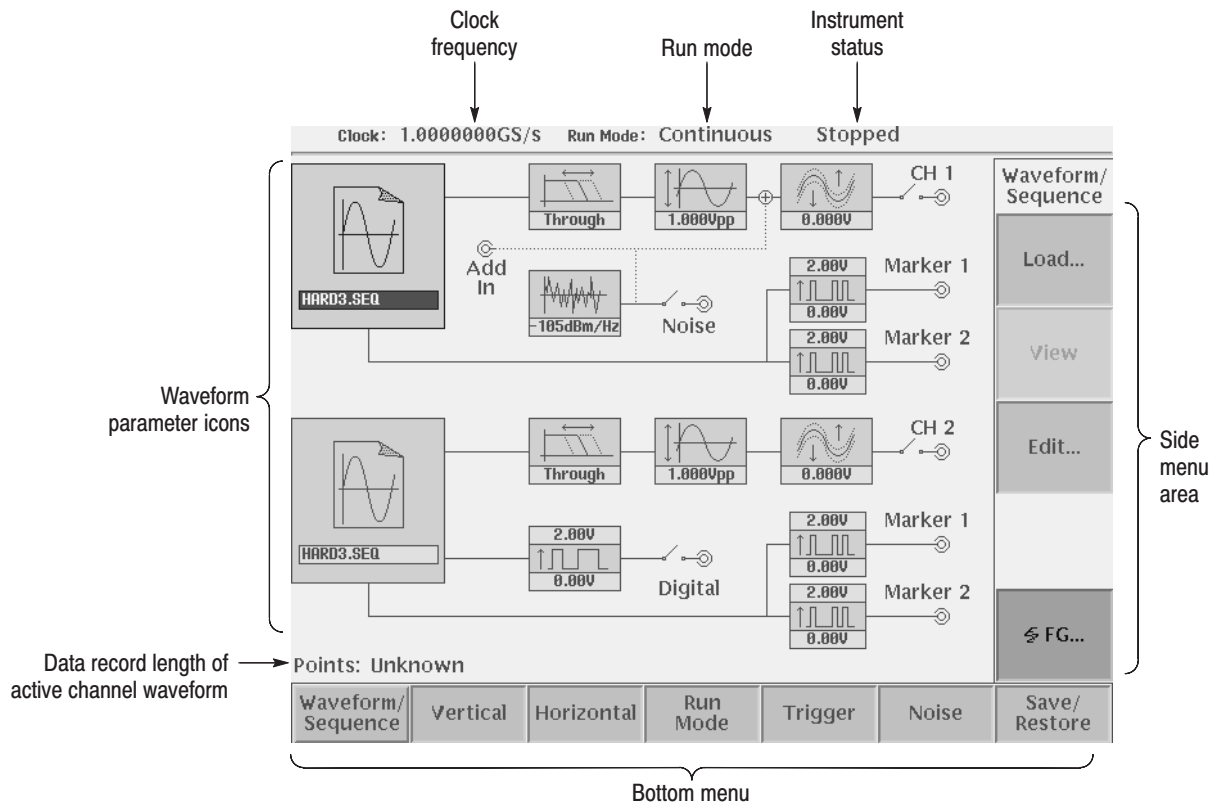 Clock
frequency
Run mode
Instrument
status
Clock: 1.0000000GS/s Run Mode: Continuous Stopped
Waveform
parameter icons
HARD3.SEQ
Through
1.000Vpp
0.000V
CH 1
Add
In
-105dBm/Hz
Noise
2.00V
0.00V
Marker 1
2.00V
0.00V
Marker 2
HARD3.SEQ
Through
1.000Vpp
0.000V
CH 2
2.00V
0.00V
Digital
2.00V
0.00V
Marker 1
2.00V
0.00V
Marker 2
Waveform/
Sequence
Load...
View
Edit...
FG...
Side
menu
area
Data record length of
active channel waveform
Points: Unknown
Waveform/
Sequence
Vertical
Horizontal
Run
Mode
Trigger
Noise
Save/
Restore
Bottom menu